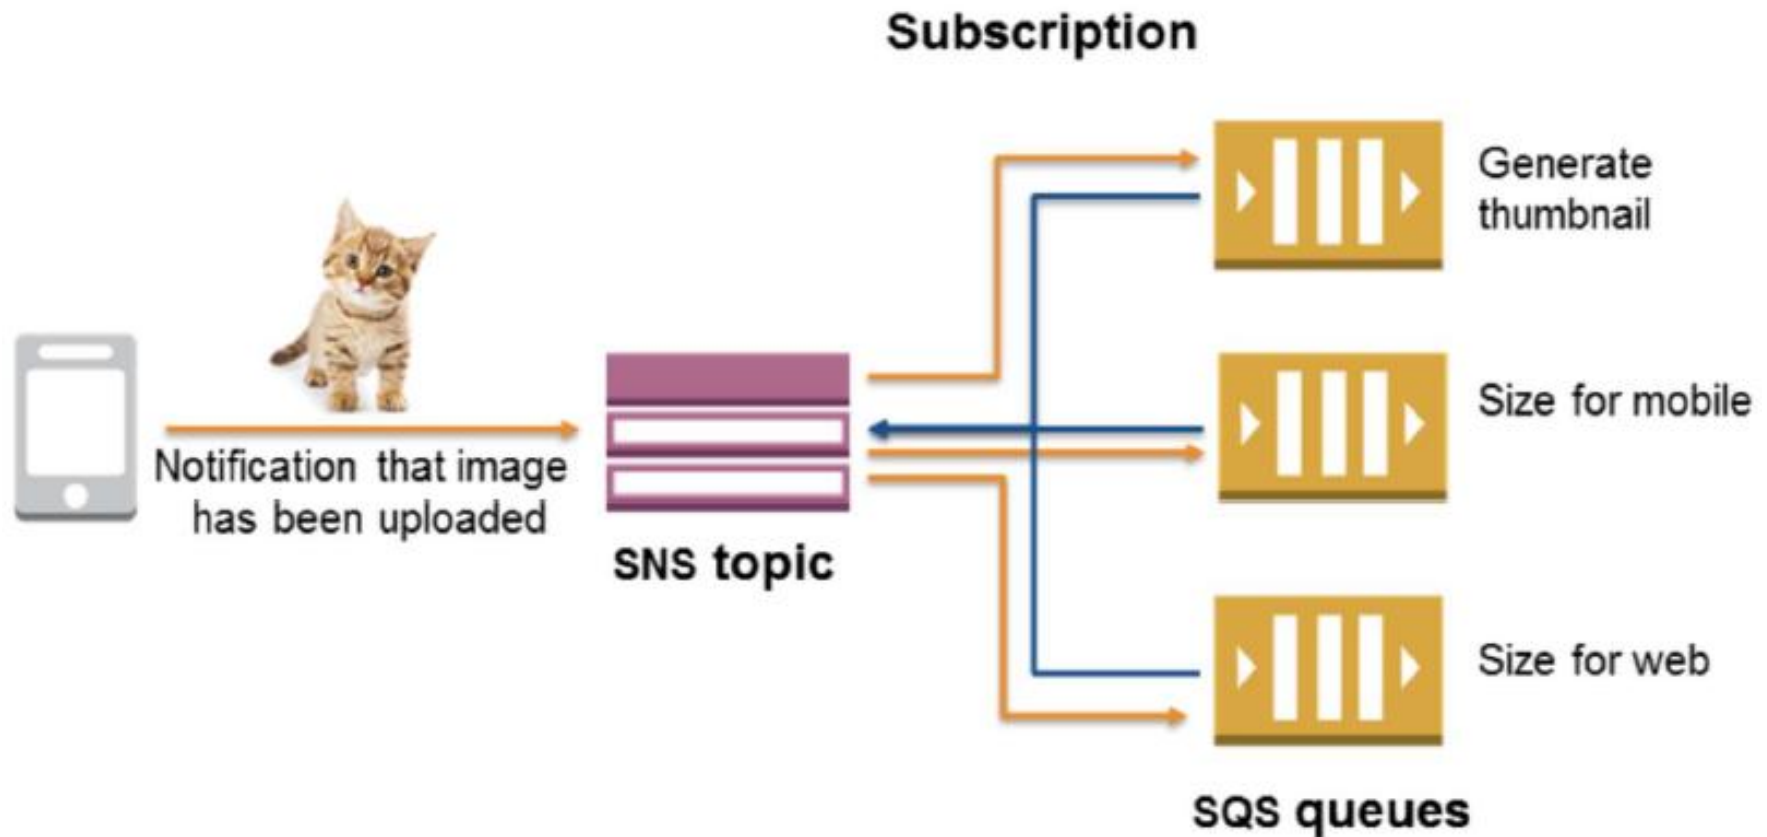 Subscription
Generate
thumbnail
Size for mobile
Notification that image
has been uploaded
SNS topic
Size for web
SQS queues